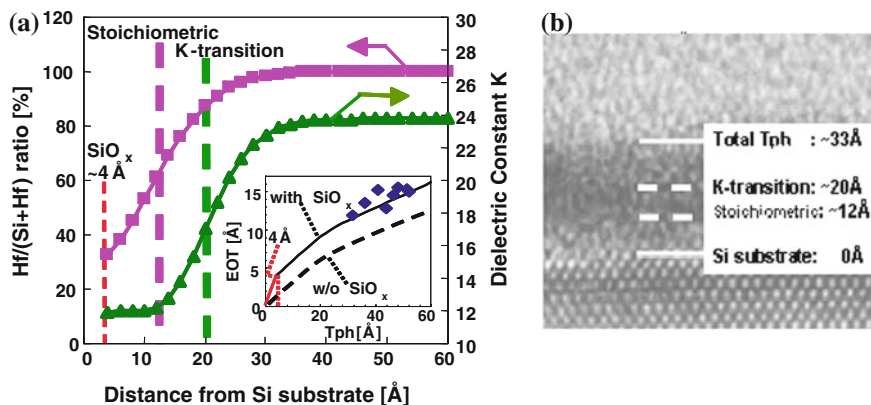 (a)
Stoichiometric
K-transition
SiOx
~4 Å
Hf/(Si+Hf) ratio [%]
120
100
80
60
40
20
0
0
10
20
30
40
50
60
Distance from Si substrate [Å]
30
28
26
24
22
20
18
16
14
12
10
Dielectric Constant K
with
SiOx
4 Å
w/o SiOx
EOT [Å]
15
10
5
0
0
20
40
60
Tph [Å]
(b)
Total Tph : ~33Å
K-transition: ~20Å
Stoichiometric: ~12Å
Si substrate: 0Å